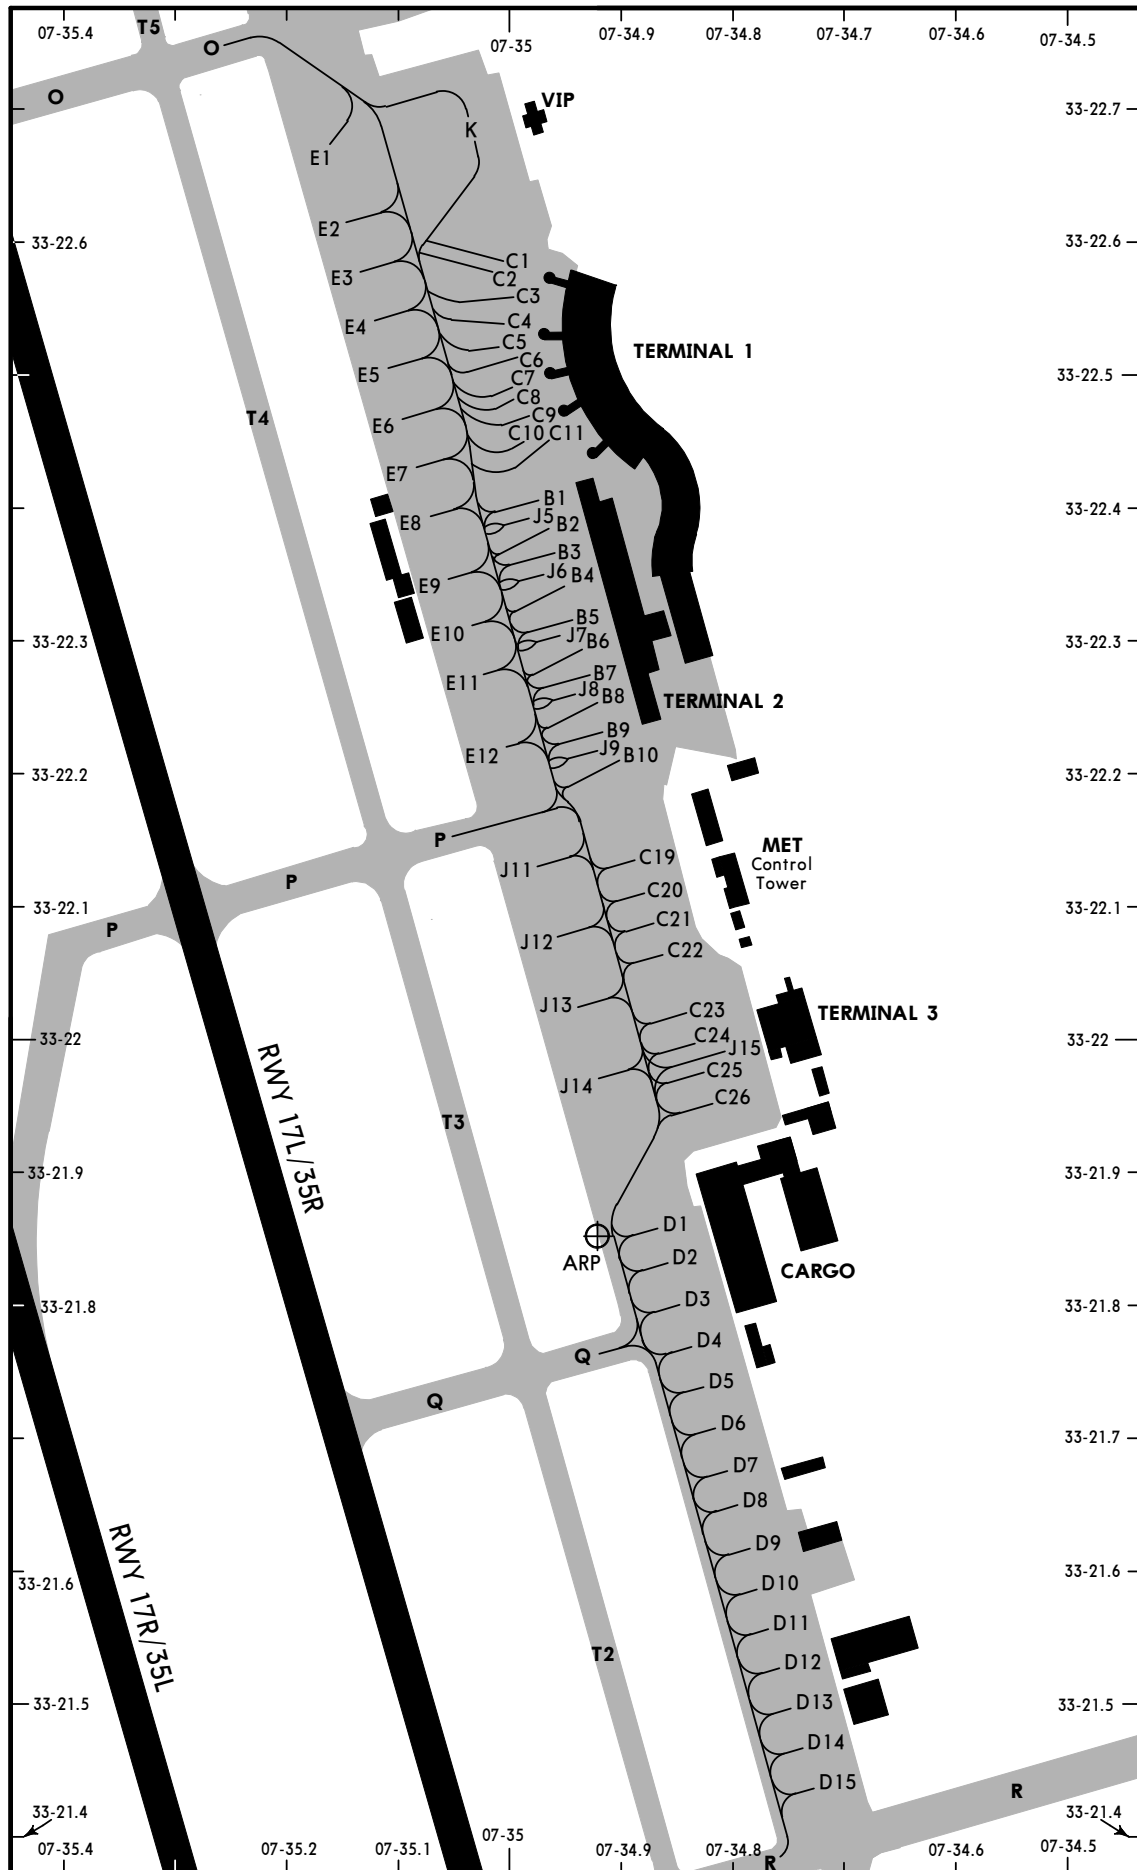 07-35.4
T5
07-35
07-34.9
07-34.8
07-34.7
07-34.6
07-34.5
O
O
VIP
33-22.7
K
E1
E2
33-22.6
33-22.6
C1
C2
E3
C3
E4
C4
C5
TERMINAL 1
C6
E5
C7
33-22.5
C8
T4
C9
E6
C10
C11
E7
B1
33-22.4
33-22.4
J5
E8
B2
B3
J6
B4
E9
B5
E10
J7
33-22.3
B6
33-22.3
B7
E11
J8
B8
TERMINAL 2
B9
J9
E12
B10
33-22.2
33-22.2
P
MET
Control
Tower
C19
J11
P
C20
33-22.1
33-22.1
C21
P
J12
C22
J13
C23
TERMINAL 3
33-22
C24
33-22
J15
RWY 17L/35R
C25
J14
C26
T3
33-21.9
33-21.9
D1
ARP
D2
CARGO
D3
33-21.8
33-21.8
D4
Q
D5
Q
D6
33-21.7
D7
D8
D9
RWY 17R/35L
33-21.6
D10
33-21.6
D11
T2
D12
33-21.5
D13
33-21.5
D14
D15
R
33-21.4
33-21.4
07-35.4
07-35.2
07-35.1
07-35
07-34.9
07-34.8
07-34.6
07-34.5
R